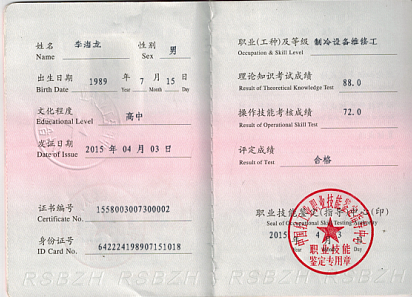 姓名 李海龙 性别 男
Name Sex
出生日期 1989 年 7 月 15 日
Birth Date Year Month Day
文化程度 高中
Educational Level
发证日期 2015 年 04 月 03 日
Date of Issue
证书编号 1558003007300002
Certificate No.
身份证号 642224198907151018
ID Card No.
职业(工种)及等级 制冷设备维修工
Occupation & Skill Level
理论知识考试成绩 88.0
Result of Theoretical Knowledge Test
操作技能考核成绩 72.0
Result of Operational Skill Test
评定成绩 合格
Result of Test
职业技能鉴定(指导)中心(印)
Seal of Occupational Skill Testing Authority
2015 年 4 3 日
职业技能
鉴定专用章
RSBZH RSBZH RSBZH RSBZH